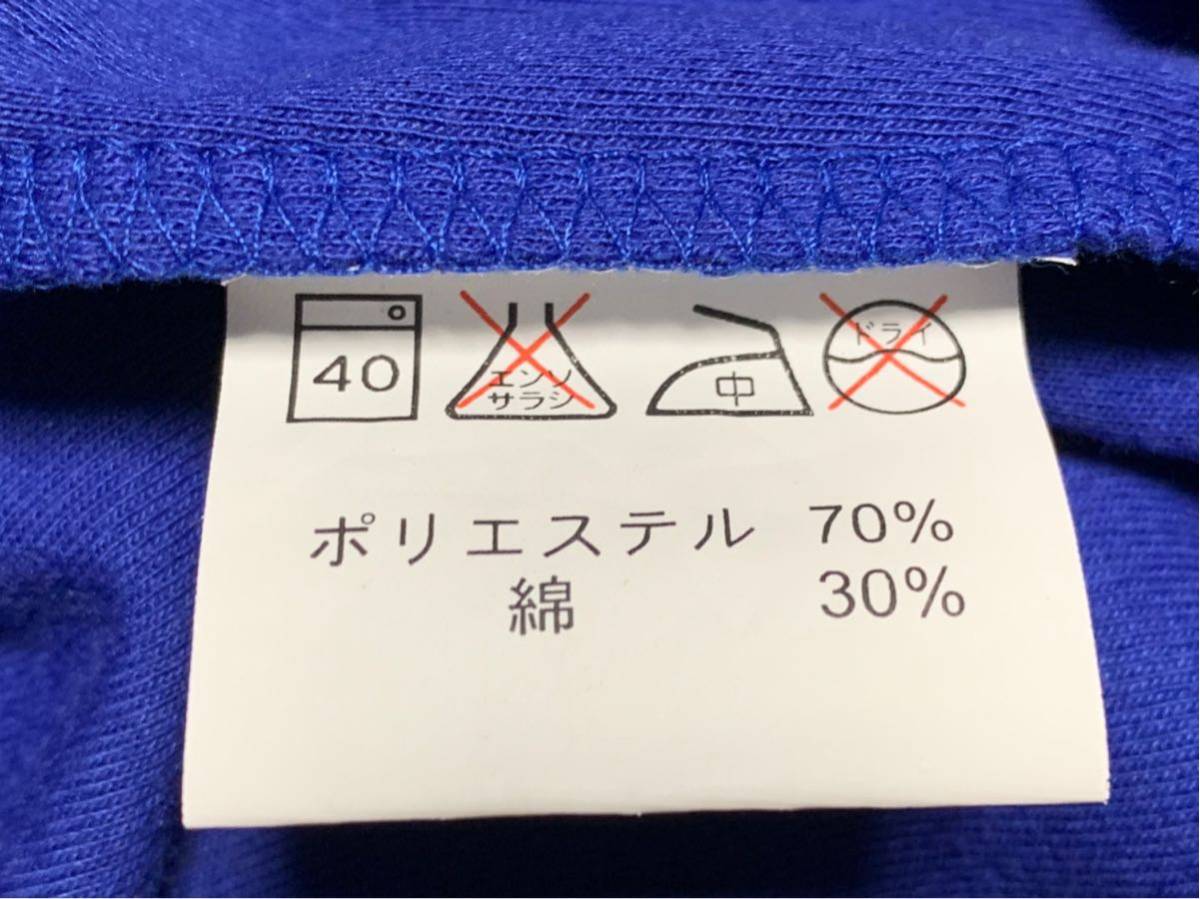 40 エンソ サラシ 中 ドライ
ポリエステル 70%
綿 30%